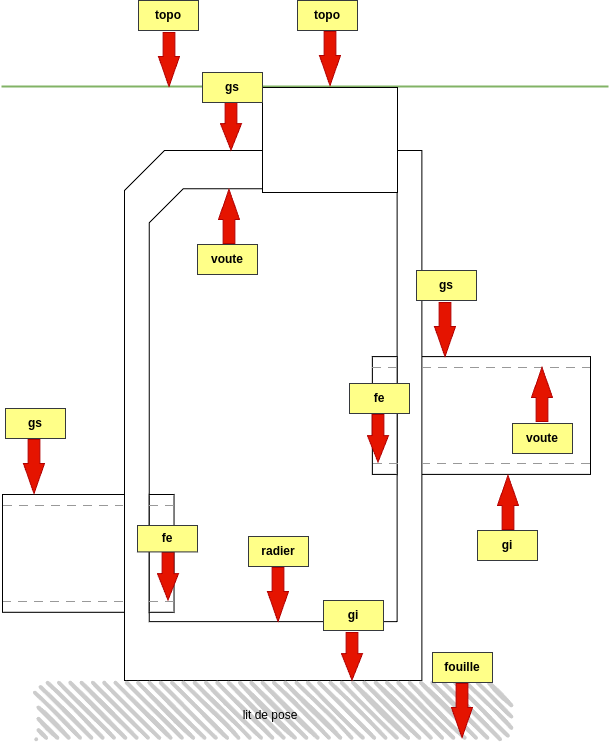 topo
topo
gs
voute
gs
fe
gs
voute
fe
radier
gi
gi
fouille
lit de pose